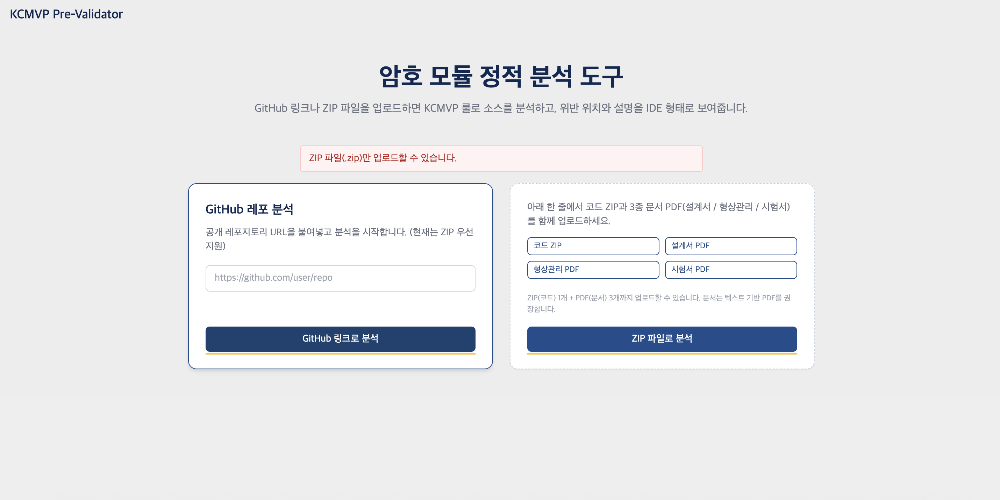 KCMVP Pre-Validator
암호 모듈 정적 분석 도구
GitHub 링크나 ZIP 파일을 업로드하면 KCMVP 룰로 소스를 분석하고, 위반 위치와 설명을 IDE 형태로 보여줍니다.
ZIP 파일(.zip)만 업로드할 수 있습니다.
GitHub 레포 분석
공개 레포지토리 URL을 붙여넣고 분석을 시작합니다. (현재는 ZIP 우선
지원)
https://github.com/user/repo
GitHub 링크로 분석
아래 한 줄에서 코드 ZIP과 3종 문서 PDF(설계서 / 형상관리 / 시험서)
를 함께 업로드하세요.
코드 ZIP
설계서 PDF
형상관리 PDF
시험서 PDF
ZIP(코드) 1개 + PDF(문서) 3개까지 업로드할 수 있습니다. 문서는 텍스트 기반 PDF를 권
장합니다.
ZIP 파일로 분석